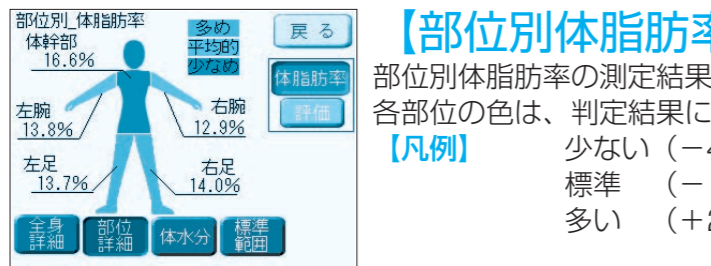 部位別_体脂肪率
体幹部
16.6%
多め
平均的
少なめ
戻る
体脂肪率
評価
左腕
13.8%
右腕
12.9%
左足
13.7%
右足
14.0%
全身
詳細
部位
詳細
体水分
標準
範囲
【部位別体脂肪率
部位別体脂肪率の測定結果
各部位の色は、判定結果に
【凡例】 少ない（－4
標準 （－
多い （＋2